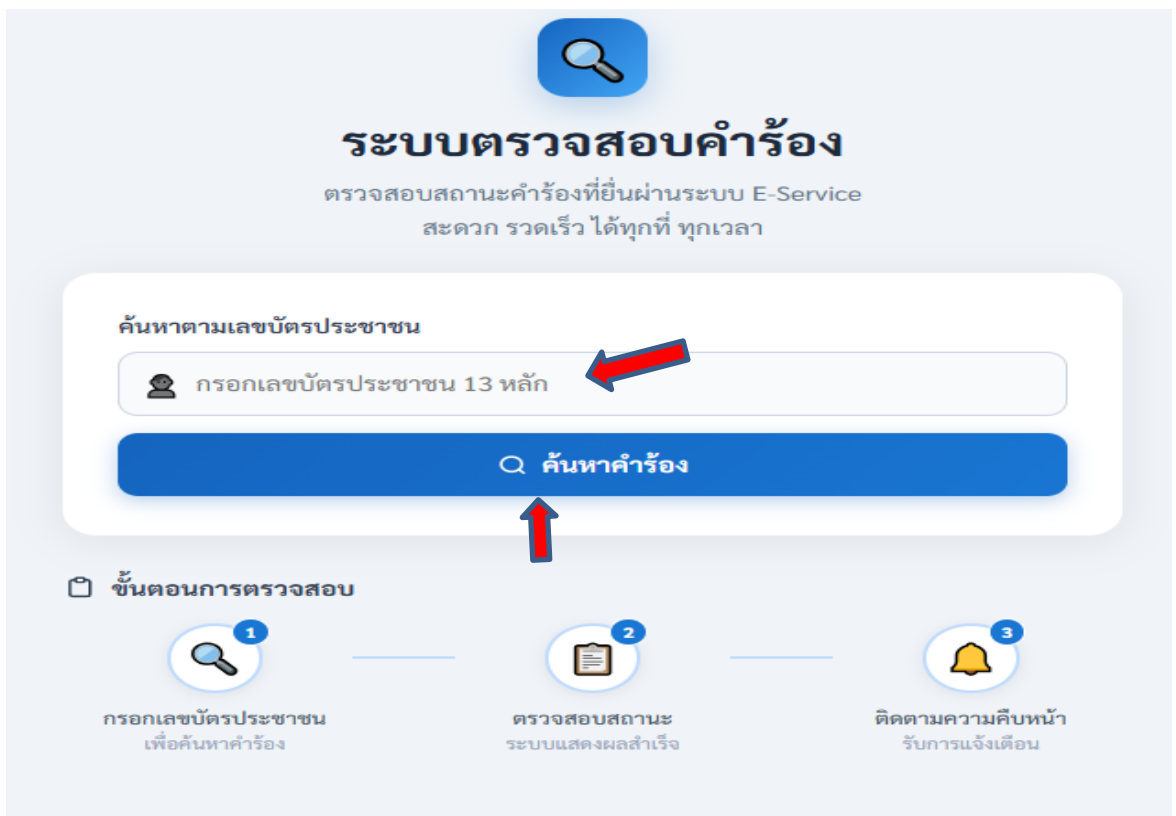 ระบบตรวจสอบคำร้อง
ตรวจสอบสถานะคำร้องที่ยื่นผ่านระบบ E-Service
สะดวก รวดเร็ว ได้ทุกที่ ทุกเวลา
ค้นหาตามเลขบัตรประชาชน
กรอกเลขบัตรประชาชน 13 หลัก
ค้นหาคำร้อง
ขั้นตอนการตรวจสอบ
1
2
3
กรอกเลขบัตรประชาชน
เพื่อค้นหาคำร้อง
ตรวจสอบสถานะ
ระบบแสดงผลสำเร็จ
ติดตามความคืบหน้า
รับการแจ้งเตือน